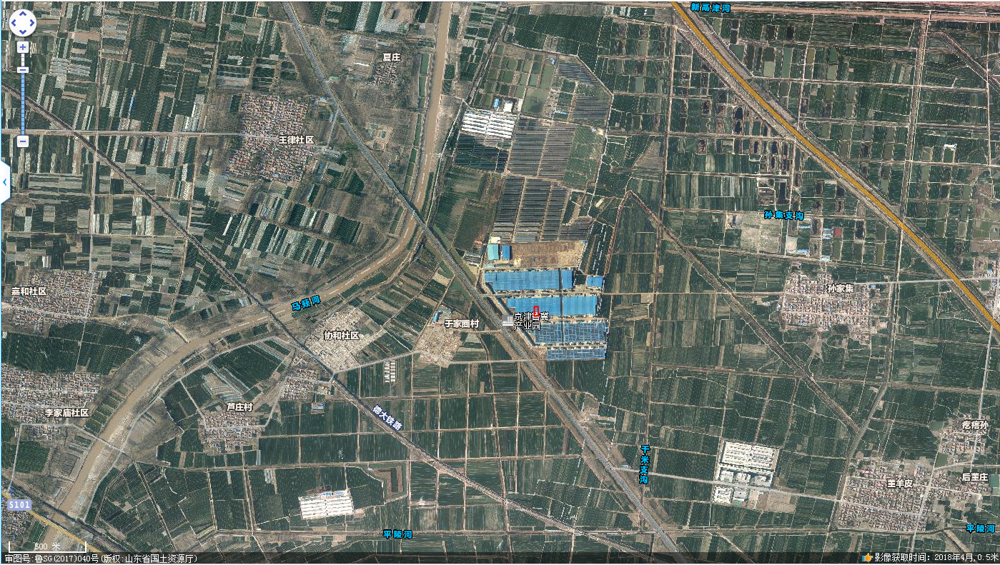 新高津河
夏庄
王律社区
孙集支沟
嘉和社区
马颊河
孙家集
于家圈村
京津鲁冀
产业园
协和社区
李家庙社区
芦庄村
德大铁路
疙瘩孙
干米支沟
后董庄
王羊皮
S101
平陵河
平陵河
500 米
审图号:鲁SG(2017)040号(版权:山东省国土资源厅)
影像获取时间: 2018年4月, 0.5米